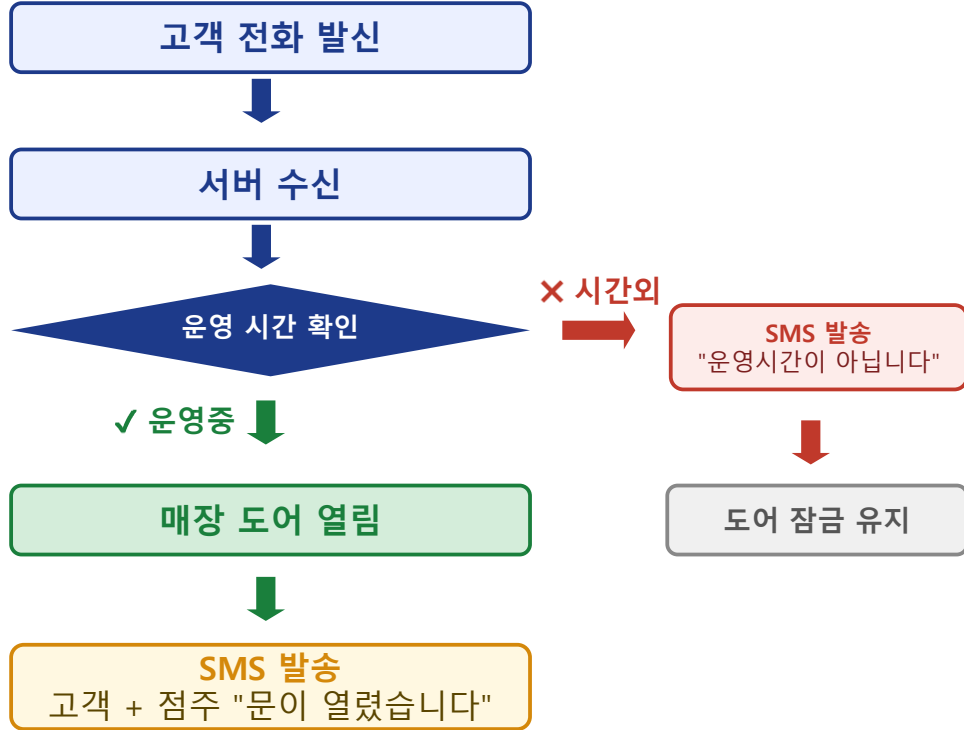 고객 전화 발신
서버 수신
운영 시간 확인
✕ 시간외
SMS 발송
"운영시간이 아닙니다"
✓ 운영중
매장 도어 열림
도어 잠금 유지
SMS 발송
고객 + 점주 "문이 열렸습니다"